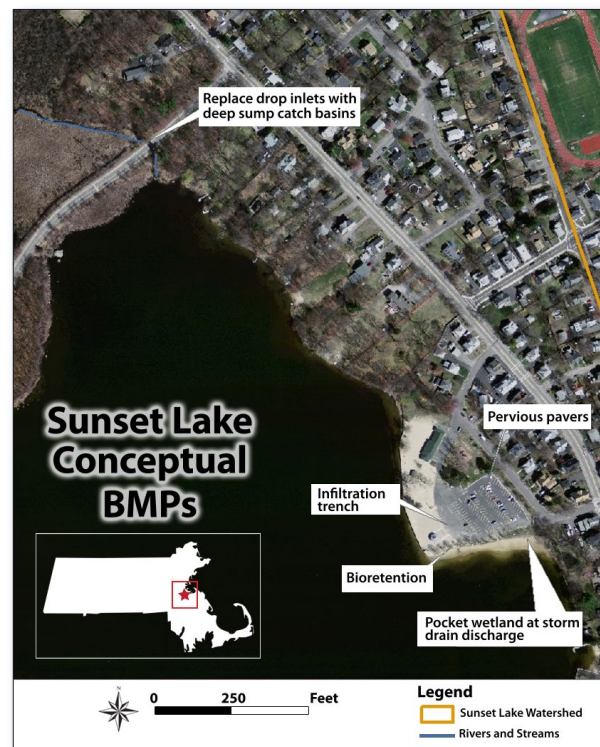 Replace drop inlets with
deep sump catch basins
Sunset Lake
Conceptual
BMPs
Pervious pavers
Infiltration
trench
Bioretention
Pocket wetland at storm
drain discharge
N
0 250 Feet
Legend
Sunset Lake Watershed
Rivers and Streams